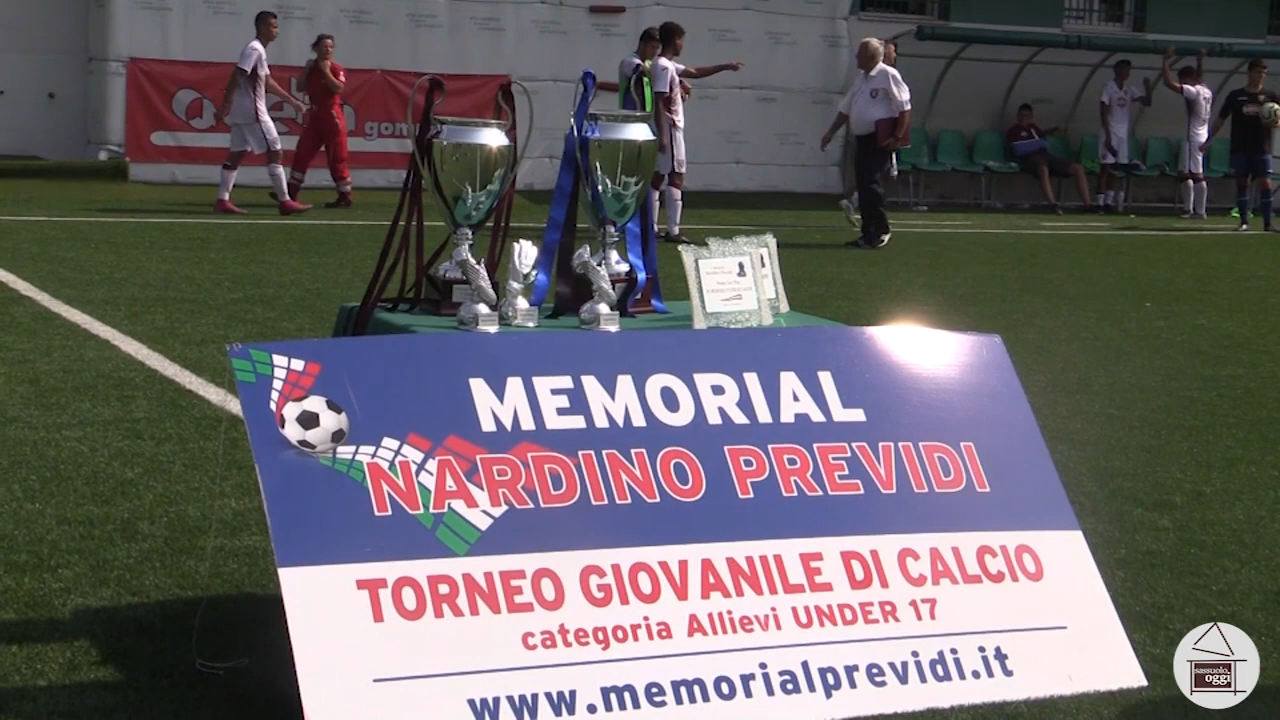 MEMORIAL
NARDINO PREVIDI
TORNEO GIOVANILE DI CALCIO
categoria Allievi UNDER 17
www.memorialprevidi.it
sassuolo
oggi